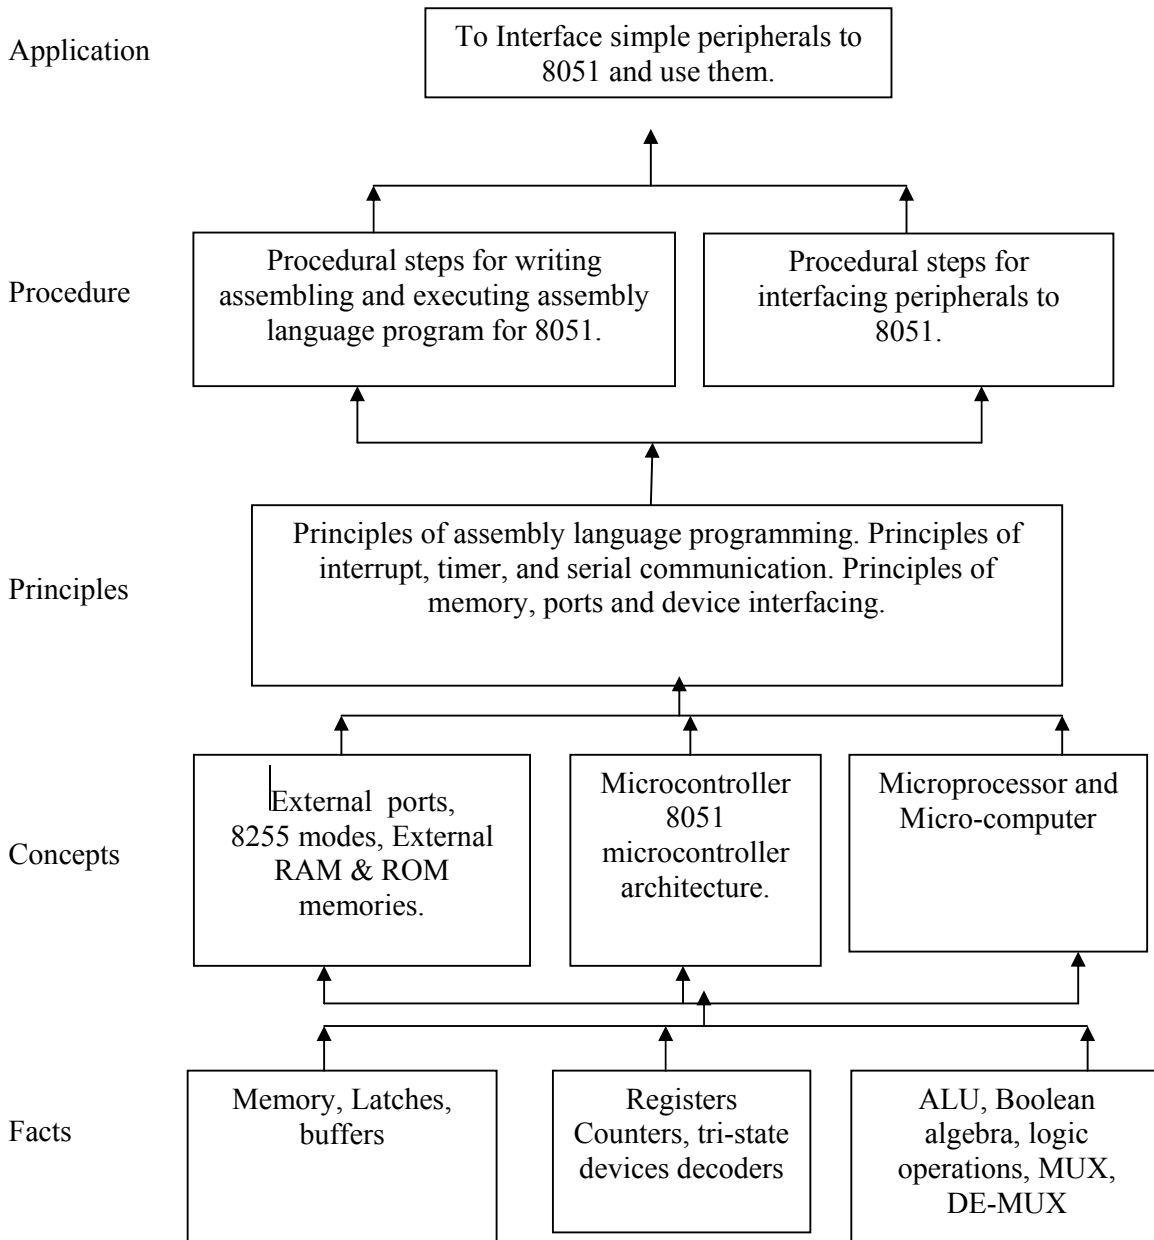 Application
To Interface simple peripherals to
8051 and use them.
Procedure
Procedural steps for writing
assembling and executing assembly
language program for 8051.
Procedural steps for
interfacing peripherals to
8051.
Principles
Principles of assembly language programming. Principles of
interrupt, timer, and serial communication. Principles of
memory, ports and device interfacing.
Concepts
External ports,
8255 modes, External
RAM & ROM
memories.
Microcontroller
8051
microcontroller
architecture.
Microprocessor and
Micro-computer
Facts
Memory, Latches,
buffers
Registers
Counters, tri-state
devices decoders
ALU, Boolean
algebra, logic
operations, MUX,
DE-MUX